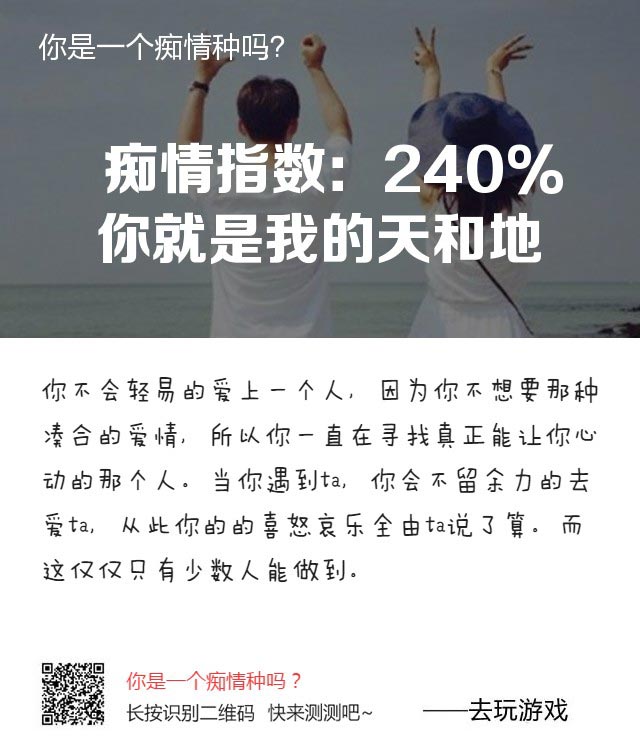 你是一个痴情种吗?
痴情指数: 240%
你就是我的天和地
你不会轻易的爱上一个人, 因为你不想要那种
凑合的爱情, 所以你一直在寻找真正能让你心
动的那个人。当你遇到ta, 你会不留余力的去
爱ta, 从此你的的喜怒哀乐全由ta说了算。而
这仅仅只有少数人能做到。
你是一个痴情种吗？
长按识别二维码 快来测测吧~
——去玩游戏